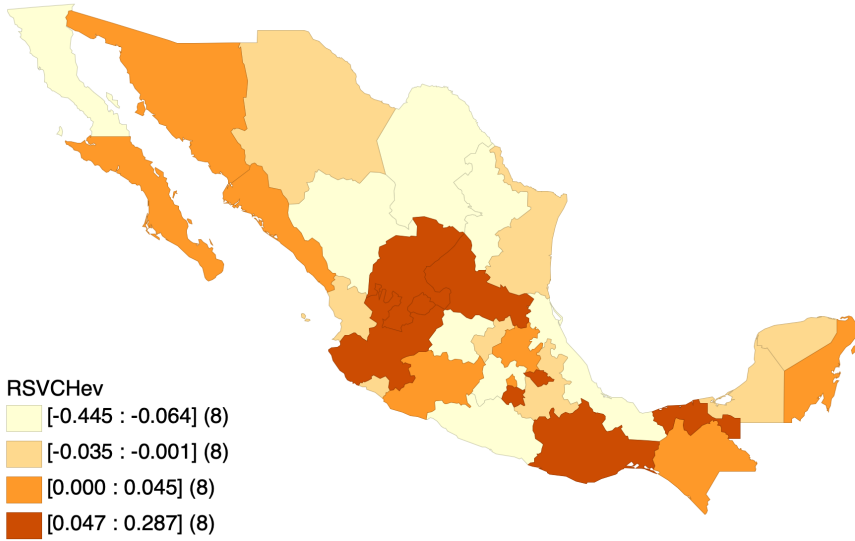 RSVCHev
[-0.445 : -0.064] (8)
[-0.035 : -0.001] (8)
[0.000 : 0.045] (8)
[0.047 : 0.287] (8)